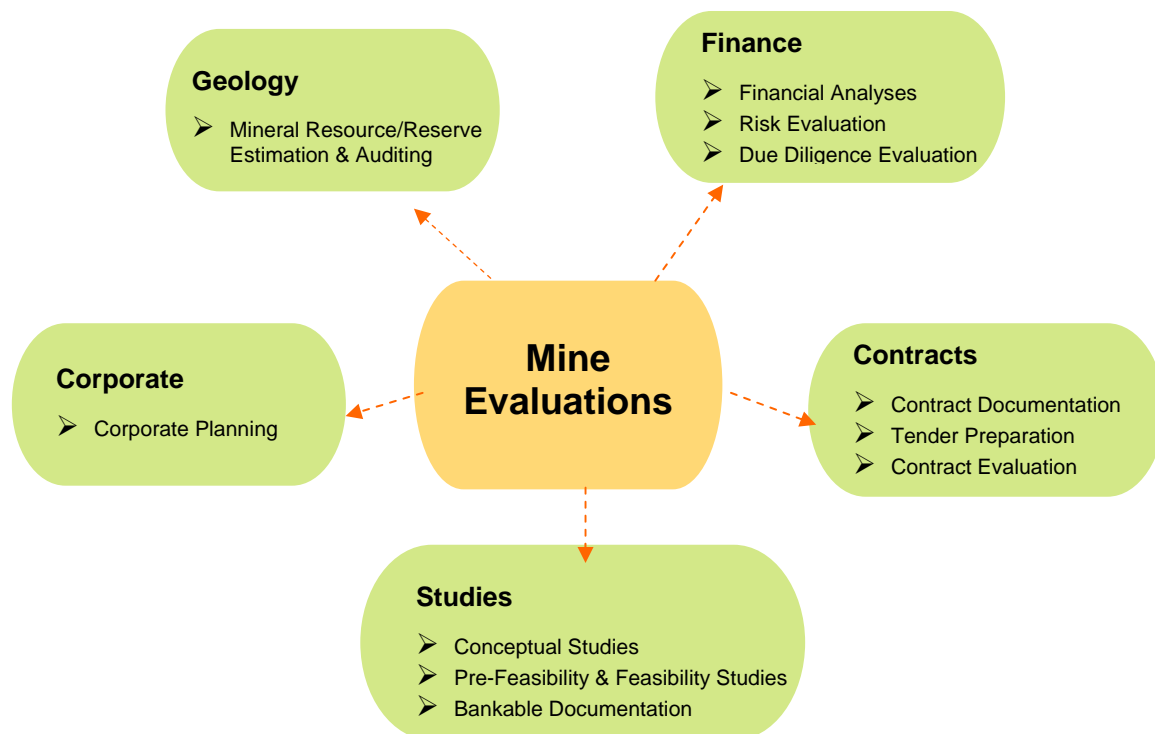 Geology
➢ Mineral Resource/Reserve
Estimation & Auditing
Finance
➢ Financial Analyses
➢ Risk Evaluation
➢ Due Diligence Evaluation
Mine
Evaluations
Corporate
➢ Corporate Planning
Contracts
➢ Contract Documentation
➢ Tender Preparation
➢ Contract Evaluation
Studies
➢ Conceptual Studies
➢ Pre-Feasibility & Feasibility Studies
➢ Bankable Documentation